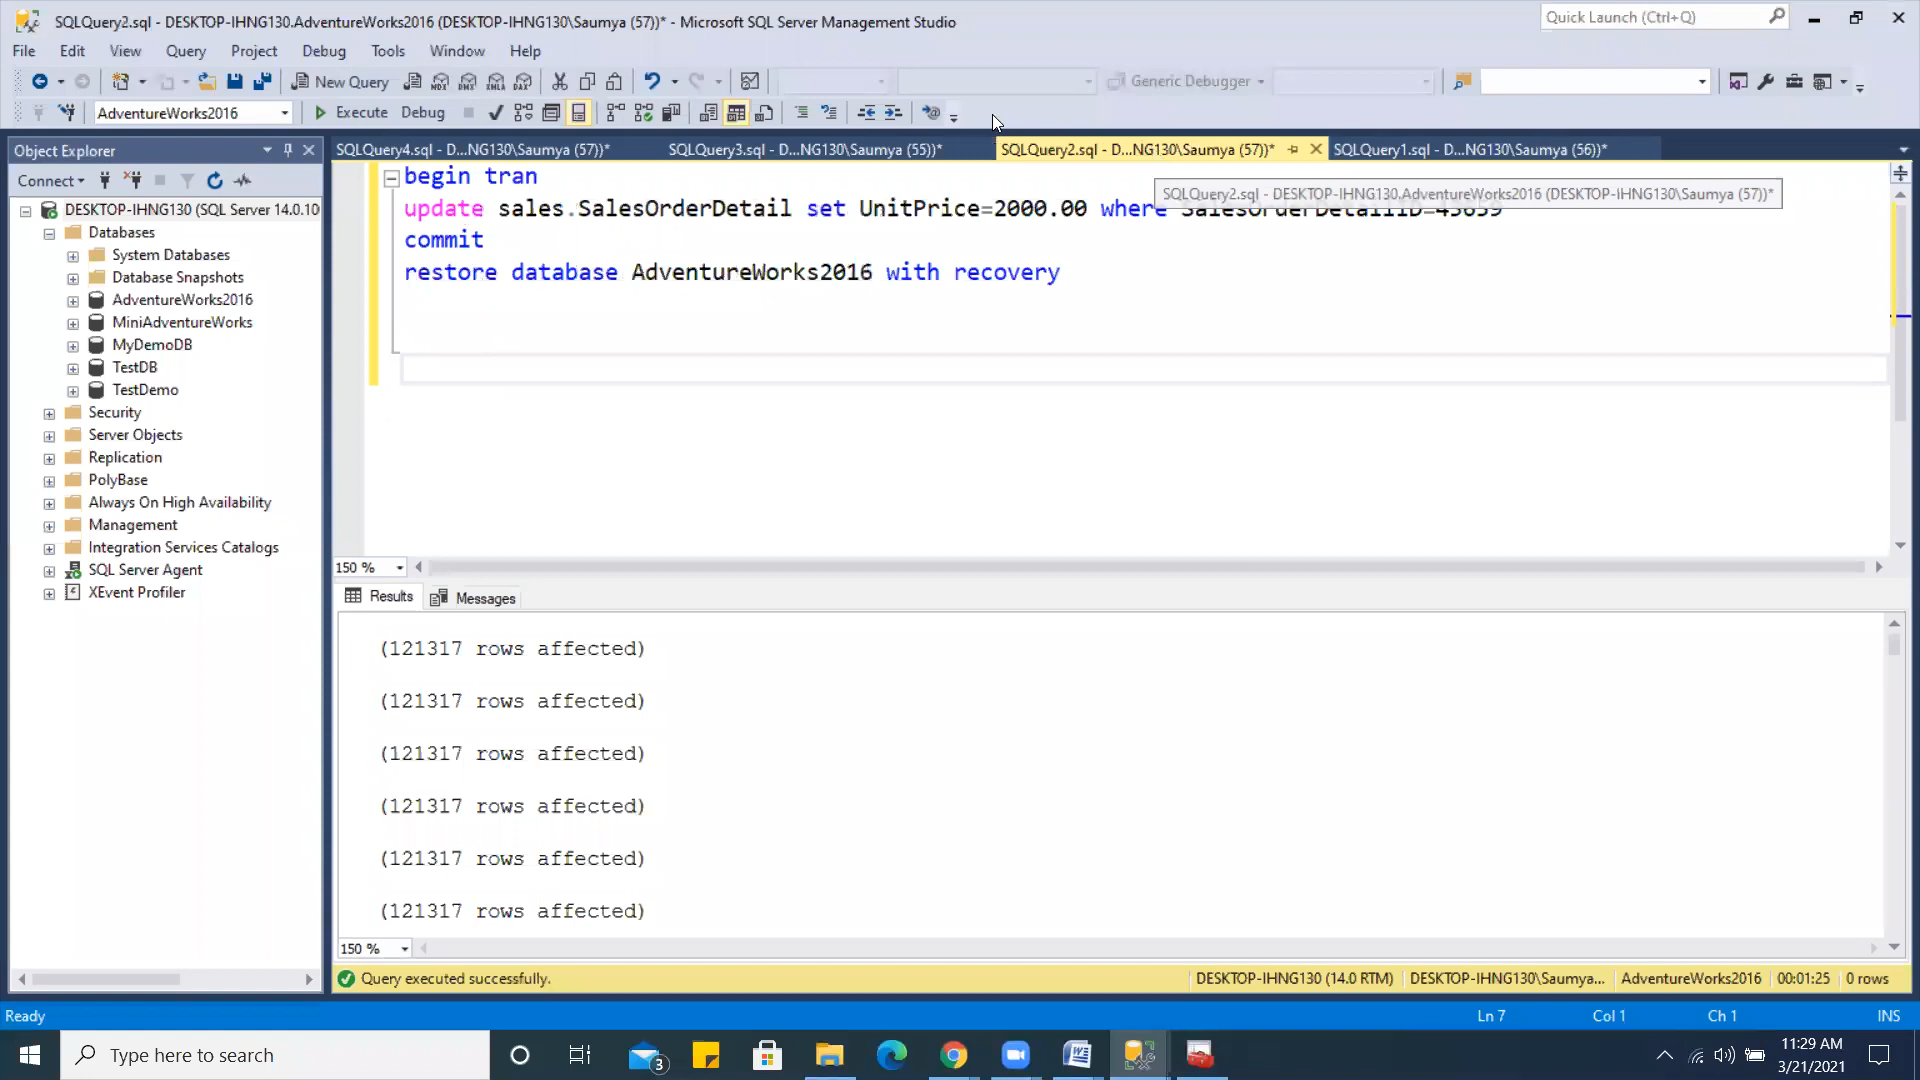 SQLQuery2.sql - DESKTOP-IHNG130.AdventureWorks2016 (DESKTOP-IHNG130\Saumya (57))* - Microsoft SQL Server Management Studio
Quick Launch (Ctrl+Q)
File Edit View Query Project Debug Tools Window Help
New Query
MDX DMX XMLA DAX
Generic Debugger
AdventureWorks2016
Execute Debug
Object Explorer
SQLQuery4.sql - D...NG130\Saumya (57))*
SQLQuery3.sql - D...NG130\Saumya (55))*
SQLQuery2.sql - D...NG130\Saumya (57))*
SQLQuery1.sql - D...NG130\Saumya (56))*
Connect
DESKTOP-IHNG130 (SQL Server 14.0.10
Databases
System Databases
Database Snapshots
AdventureWorks2016
MiniAdventureWorks
MyDemoDB
TestDB
TestDemo
Security
Server Objects
Replication
PolyBase
Always On High Availability
Management
Integration Services Catalogs
SQL Server Agent
XEvent Profiler
begin tran
SQLQuery2.sql - DESKTOP-IHNG130.AdventureWorks2016 (DESKTOP-IHNG130\Saumya (57))*
update sales.SalesOrderDetail set UnitPrice=2000.00 where SalesOrderDetailID=43659
commit
restore database AdventureWorks2016 with recovery
150 %
Results
Messages
(121317 rows affected)
(121317 rows affected)
(121317 rows affected)
(121317 rows affected)
(121317 rows affected)
(121317 rows affected)
150 %
Query executed successfully.
DESKTOP-IHNG130 (14.0 RTM)
DESKTOP-IHNG130\Saumya...
AdventureWorks2016
00:01:25
0 rows
Ready
Ln 7
Col 1
Ch 1
INS
Type here to search
3
11:29 AM
3/21/2021